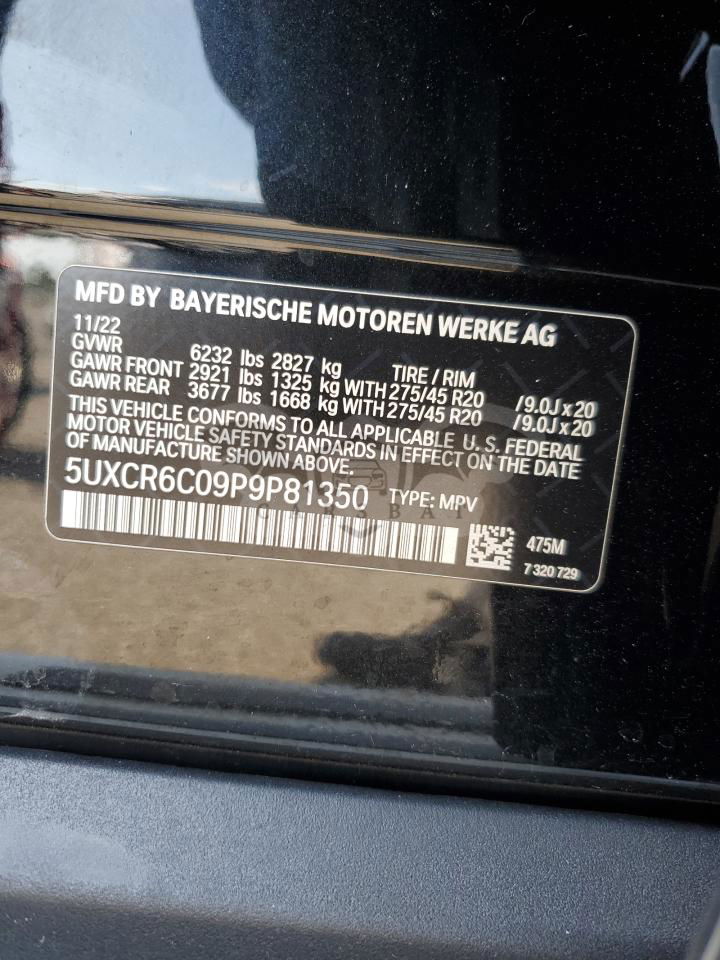 MFD BY BAYERISCHE MOTOREN WERKE AG
11/22
GVWR 6232 lbs 2827 kg TIRE / RIM
GAWR FRONT 2921 lbs 1325 kg WITH 275/45 R20 /9.0J x 20
GAWR REAR 3677 lbs 1668 kg WITH 275/45 R20 /9.0J x 20
THIS VEHICLE CONFORMS TO ALL APPLICABLE U. S. FEDERAL
MOTOR VEHICLE SAFETY STANDARDS IN EFFECT ON THE DATE
OF MANUFACTURE SHOWN ABOVE.
5UXCR6C09P9P81350 TYPE: MPV
475M
7 320 729